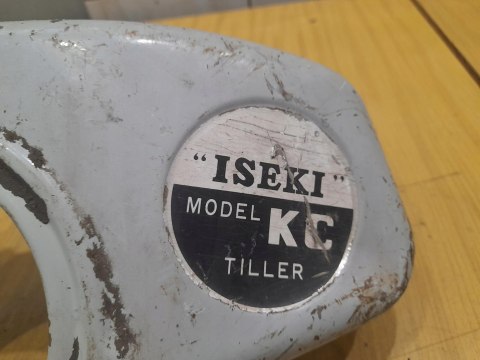 "ISEKI"
MODEL KC
TILLER